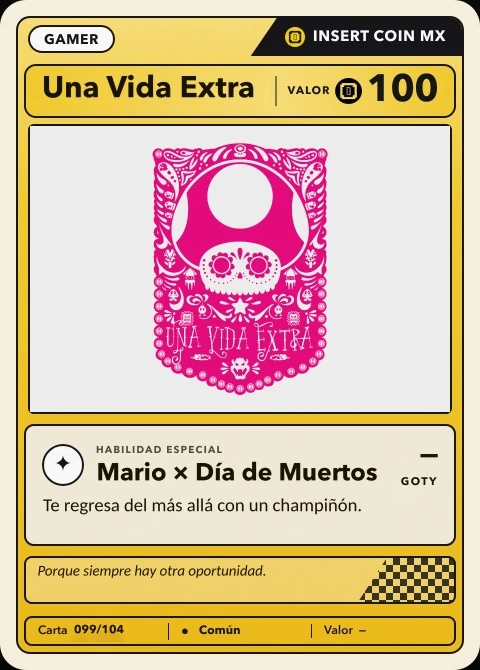 GAMER
INSERT COIN MX
Una Vida Extra
VALOR 100
UNA VIDA EXTRA
HABILIDAD ESPECIAL
Mario × Día de Muertos
—
GOTY
Te regresa del más allá con un champiñón.
Porque siempre hay otra oportunidad.
Carta 099/104 • Común Valor —